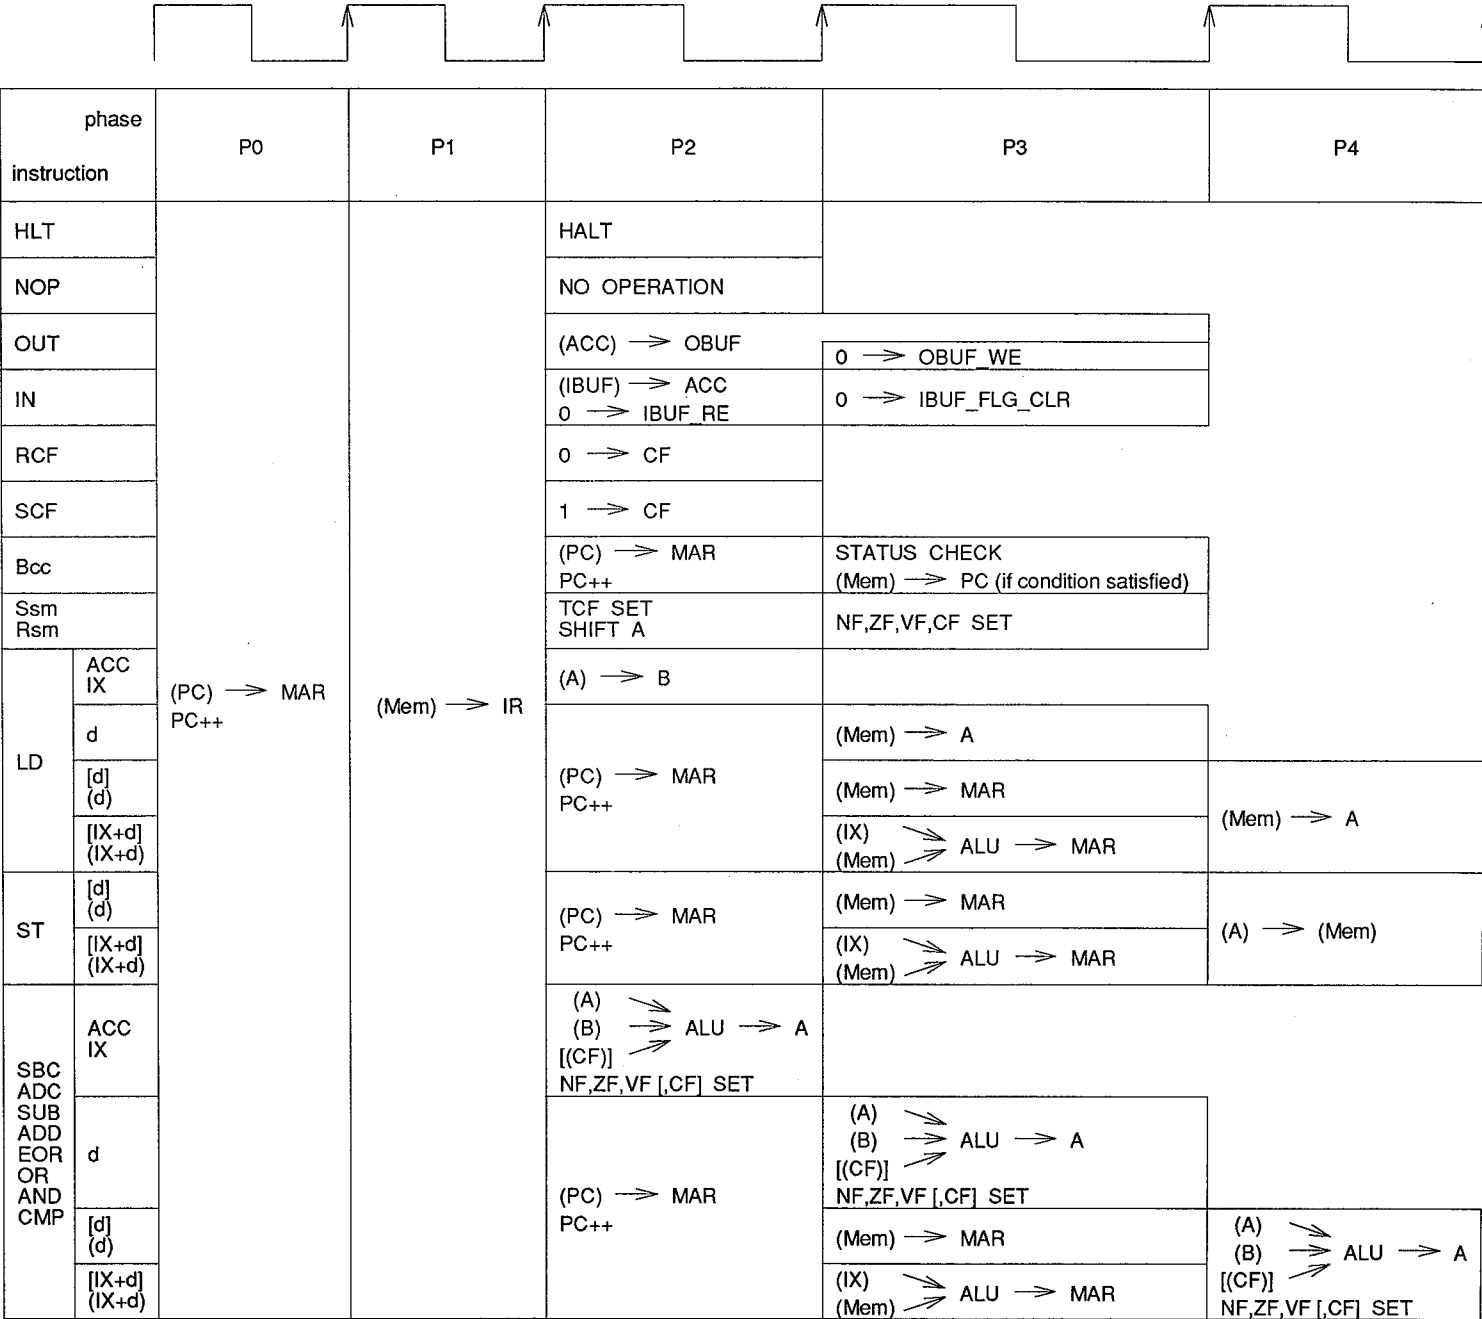 phase
instruction
P0
P1
P2
P3
P4
HLT
HALT
NOP
NO OPERATION
OUT
(ACC) → OBUF
0 → OBUF_WE
IN
(IBUF) → ACC
0 → IBUF_RE
0 → IBUF_FLG_CLR
RCF
0 → CF
SCF
1 → CF
Bcc
(PC) → MAR
PC++
STATUS CHECK
(Mem) → PC (if condition satisfied)
Ssm
Rsm
TCF SET
SHIFT A
NF,ZF,VF,CF SET
(PC) → MAR
PC++
(Mem) → IR
LD
ACC
IX
(A) → B
d
(PC) → MAR
PC++
(Mem) → A
[d]
(d)
(Mem) → MAR
(Mem) → A
[IX+d]
(IX+d)
(IX)
(Mem)
ALU → MAR
ST
[d]
(d)
(PC) → MAR
PC++
(Mem) → MAR
(A) → (Mem)
[IX+d]
(IX+d)
(IX)
(Mem)
ALU → MAR
SBC
ADC
SUB
ADD
EOR
OR
AND
CMP
ACC
IX
(A)
(B) → ALU → A
[(CF)]
NF,ZF,VF [,CF] SET
d
(PC) → MAR
PC++
(A)
(B) → ALU → A
[(CF)]
NF,ZF,VF [,CF] SET
[d]
(d)
(Mem) → MAR
(A)
(B) → ALU → A
[(CF)]
NF,ZF,VF [,CF] SET
[IX+d]
(IX+d)
(IX)
(Mem)
ALU → MAR